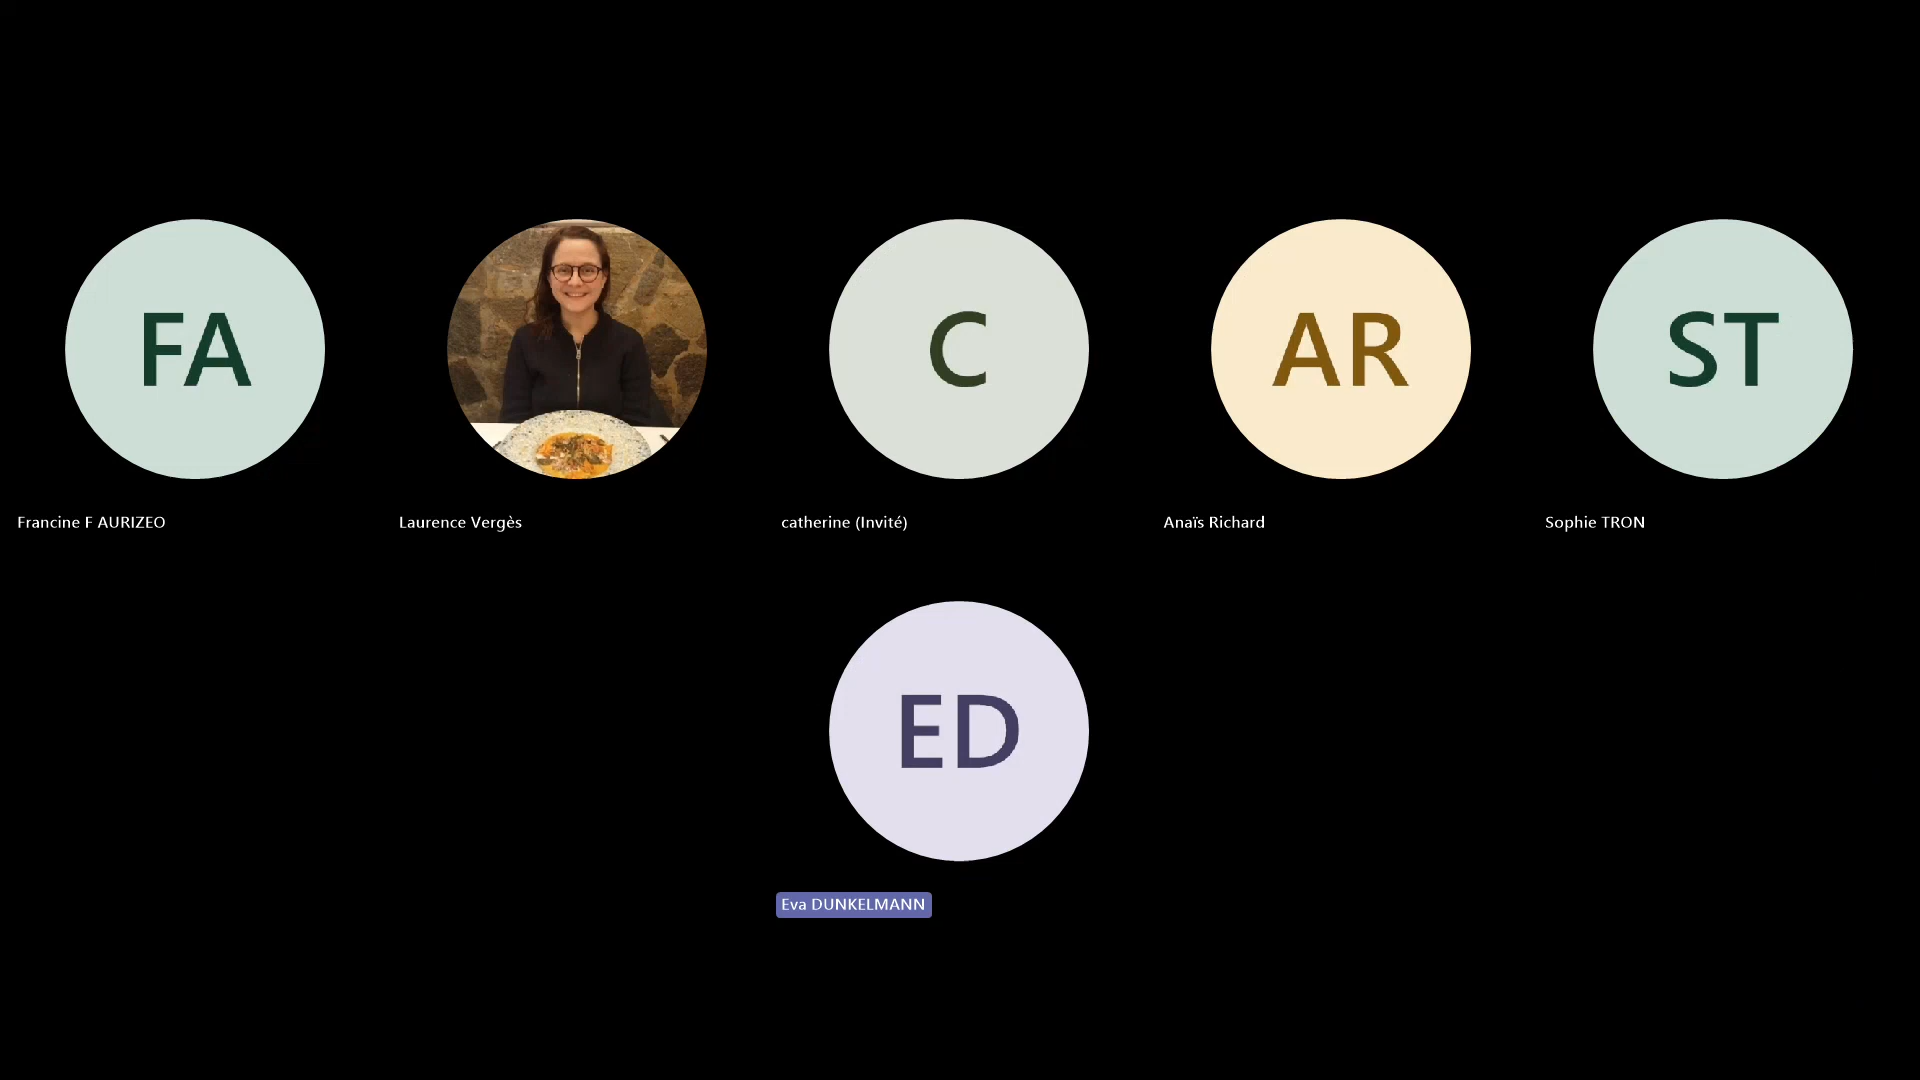 FA
C
AR
ST
Francine F AURIZEO
Laurence Vergès
catherine (Invité)
Anaïs Richard
Sophie TRON
ED
Eva DUNKELMANN